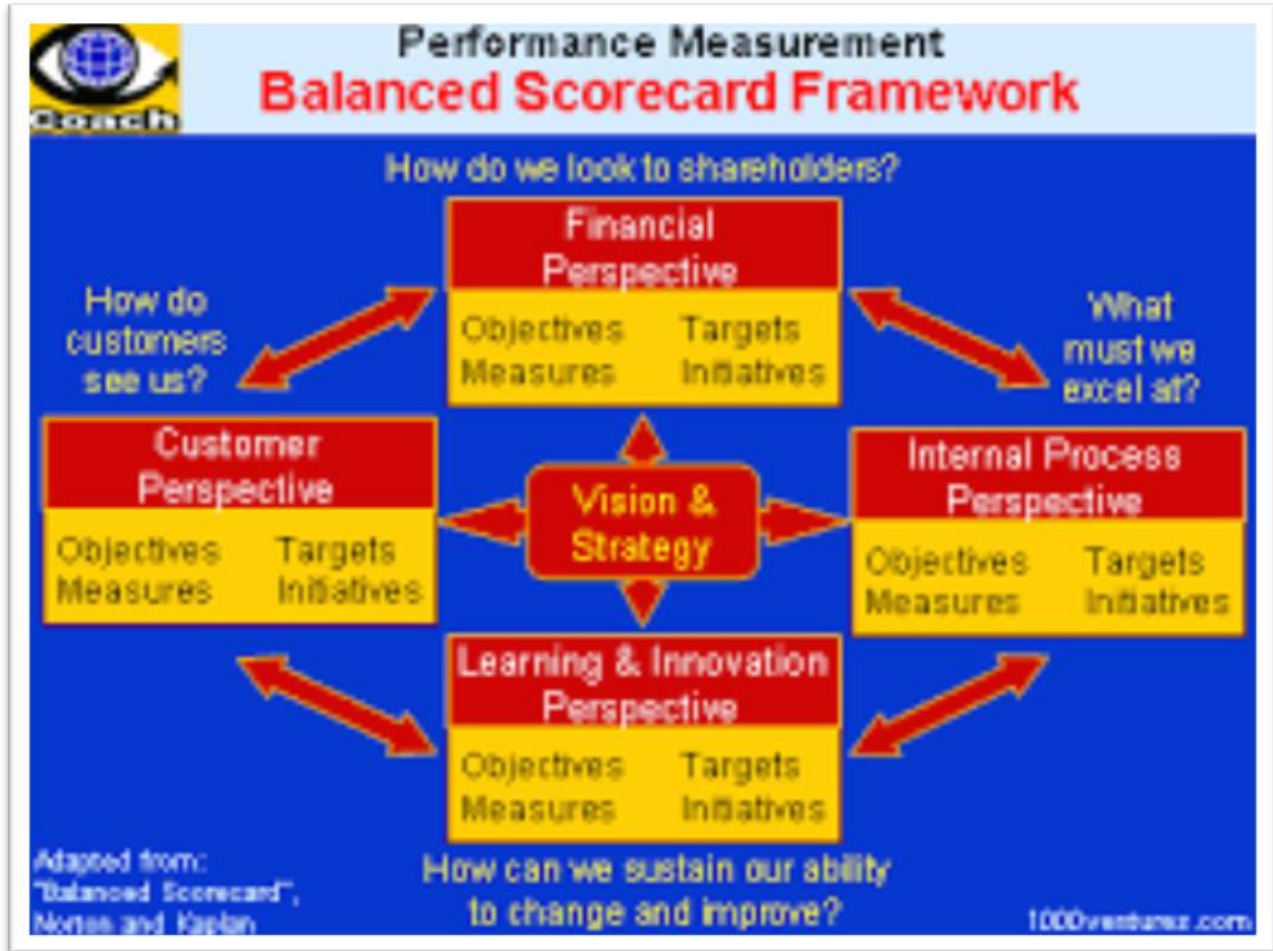 Coach
Performance Measurement
Balanced Scorecard Framework
How do we look to shareholders?
Financial
Perspective
Objectives Targets
Measures Initiatives
How do
customers
see us?
What
must we
excel at?
Customer
Perspective
Objectives Targets
Measures Initiatives
Vision &
Strategy
Internal Process
Perspective
Objectives Targets
Measures Initiatives
Learning & Innovation
Perspective
Objectives Targets
Measures Initiatives
How can we sustain our ability
to change and improve?
Adapted from:
"Balanced Scorecard",
Norton and Kaplan
1000ventures.com